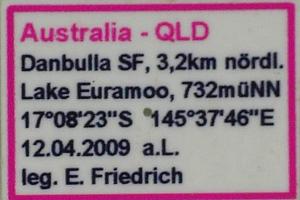 Australia - QLD
Danbulla SF, 3,2km nördl.
Lake Euramoo, 732müNN
17°08'23"S 145°37'46"E
12.04.2009 a.L.
leg. E. Friedrich